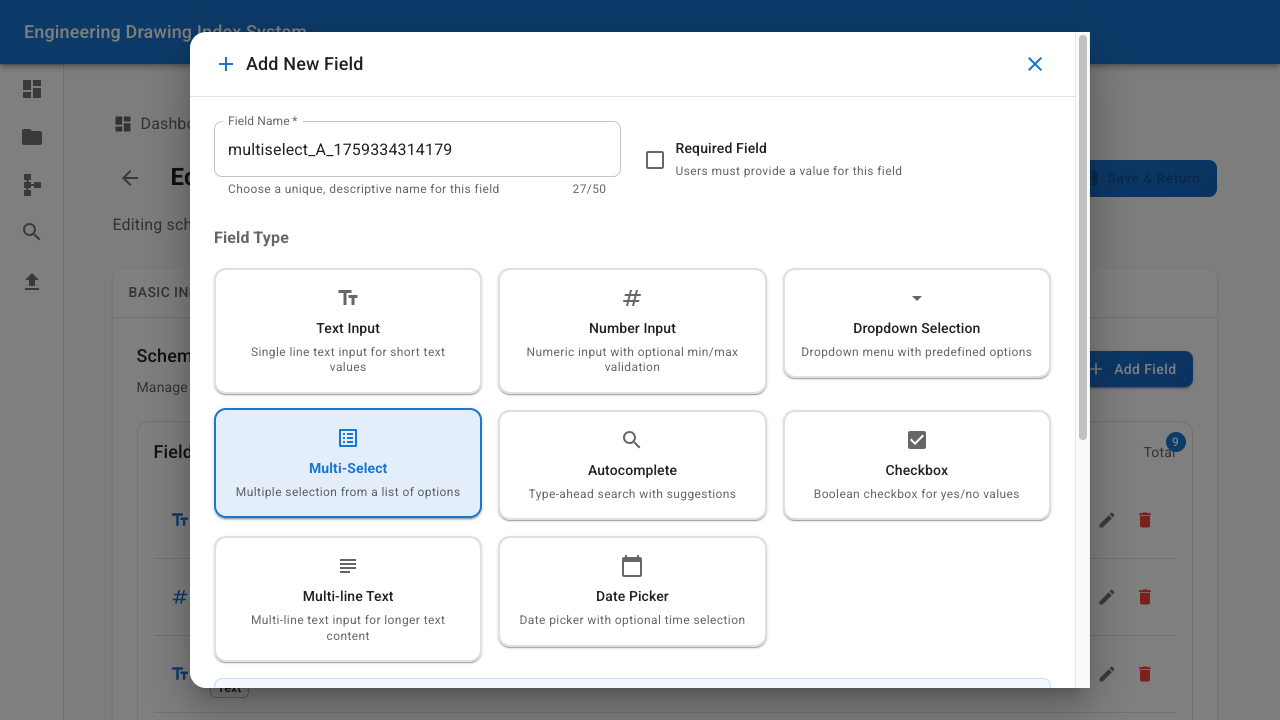 Engineering Drawing Index System
Add New Field
Dashbo
Field Name *
multiselect_A_1759334314179
Choose a unique, descriptive name for this field
27/50
Required Field
Users must provide a value for this field
Save & Return
Editing sch
Field Type
BASIC IN
Text Input
Single line text input for short text
values
Number Input
Numeric input with optional min/max
validation
Dropdown Selection
Dropdown menu with predefined options
Schem
Manage
Add Field
Field
Multi-Select
Multiple selection from a list of options
Autocomplete
Type-ahead search with suggestions
Checkbox
Boolean checkbox for yes/no values
Total
9
Multi-line Text
Multi-line text input for longer text
content
Date Picker
Date picker with optional time selection
Text